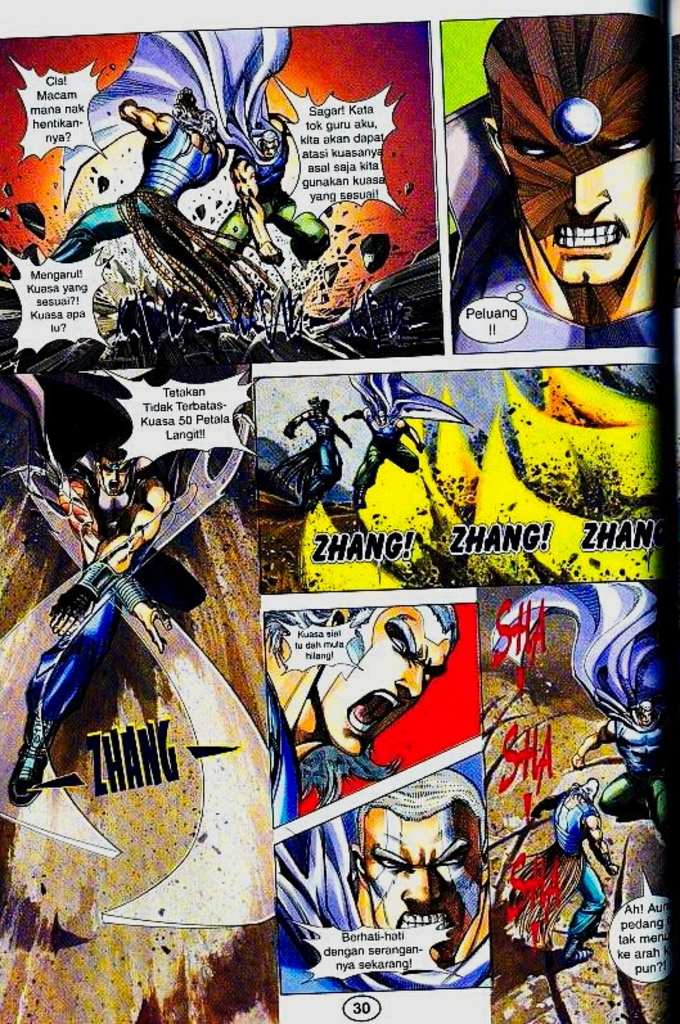 Cis!
Macam
mana nak
hentikan-
nya?
Sagar! Kata
tok guru aku,
kita akan dapat
atasi kuasanya
asal saja kita
gunakan kuasa
yang sesuai!
Mengarul!
Kuasa yang
sesuai?!
Kuasa apa
tu?
Peluang
!!
Tetakan
Tidak Terbatas-
Kuasa 50 Petala
Langit!!
ZHANG
ZHANG!
ZHANG!
ZHANG
Kuasa sial
tu dah mula
hilang!
Berhati-hati
dengan serangan-
nya sekarang!
SHA
SHA
SHA
Ah!
pedang
tak
ke arah
pun?!
30